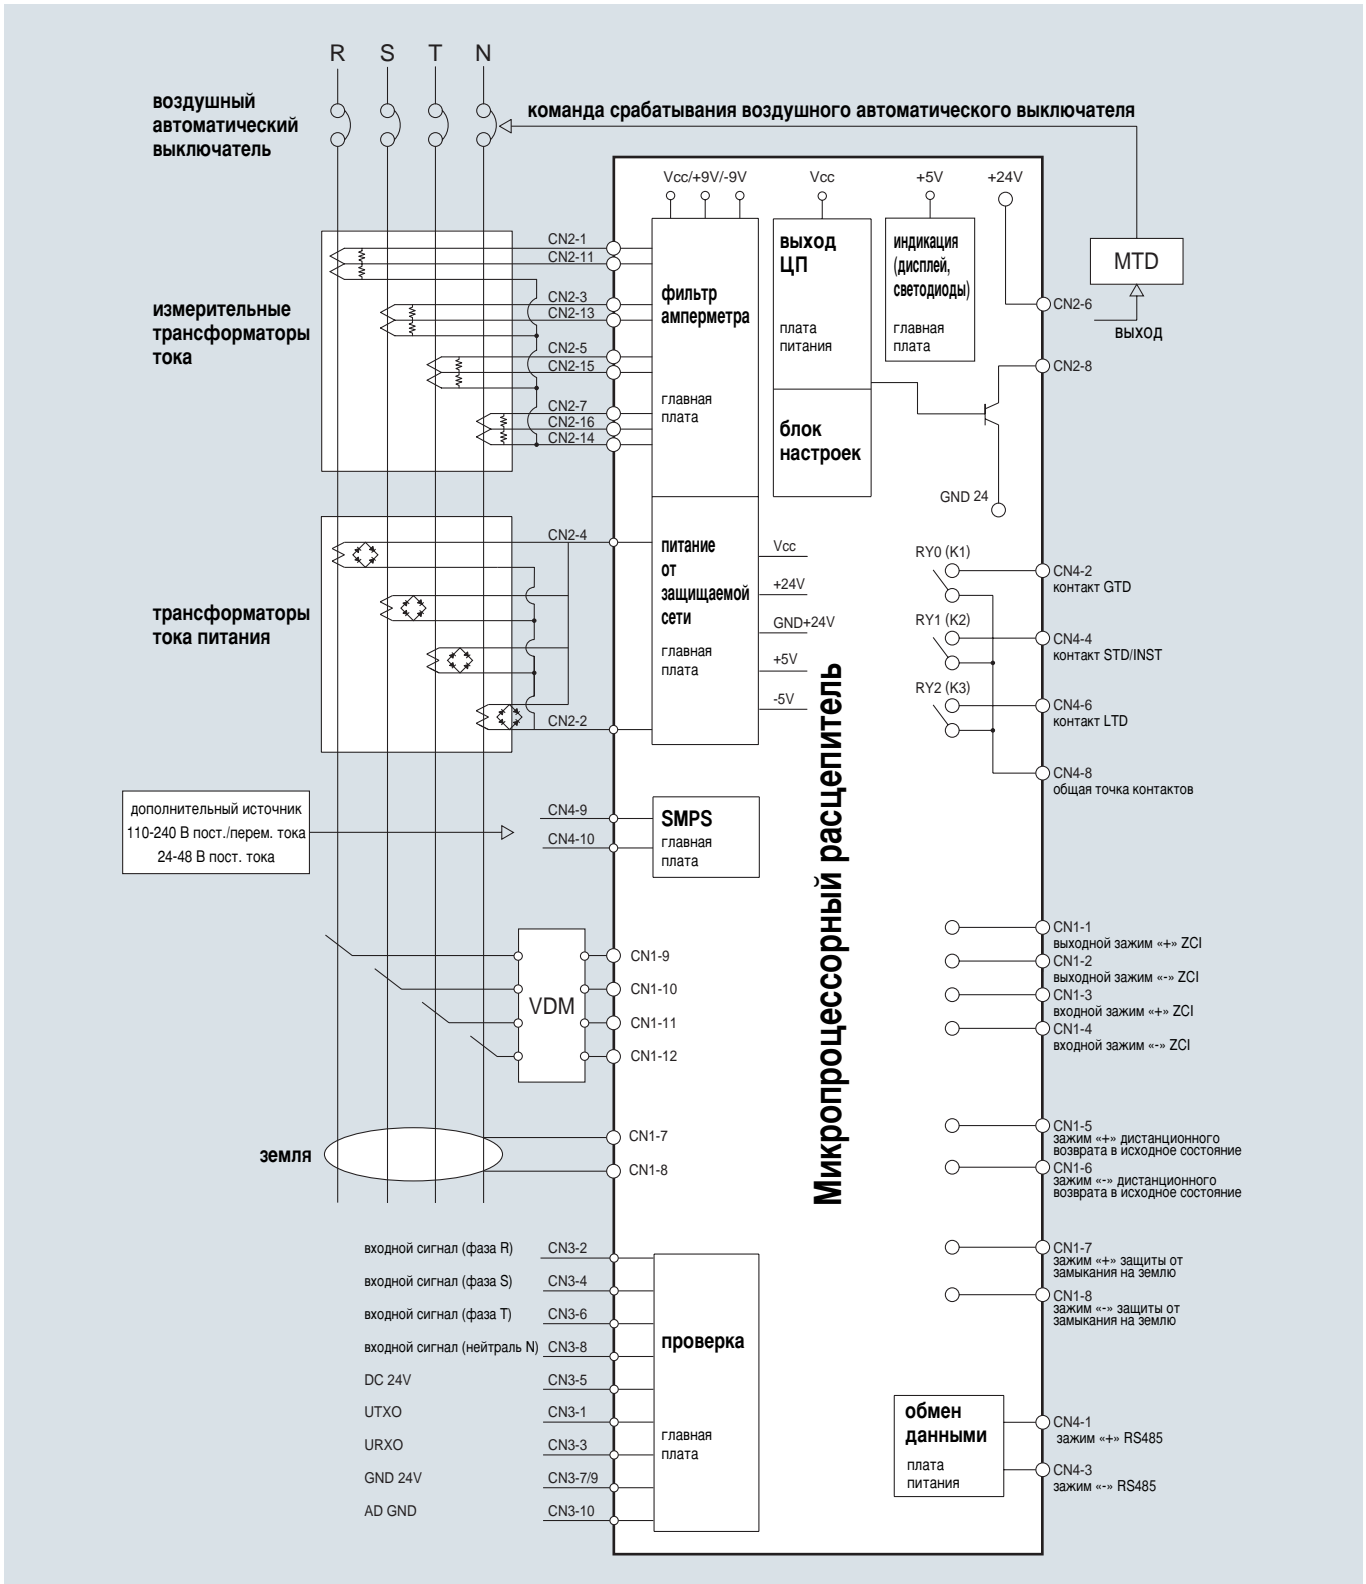 R S T N
воздушный
автоматический
выключатель
команда срабатывания воздушного автоматического выключателя
Vcc/+9V/-9V
Vcc
+5V
+24V
CN2-1
CN2-11
CN2-3
CN2-13
CN2-5
CN2-15
CN2-7
CN2-16
CN2-14
измерительные
трансформаторы
тока
фильтр
амперметра
главная
плата
выход
ЦП
плата
питания
блок
настроек
индикация
(дисплей,
светодиоды)
главная
плата
MTD
выход
CN2-6
CN2-8
GND 24
трансформаторы
тока питания
CN2-4
CN2-2
питание
от
защищаемой
сети
главная
плата
Vcc
+24V
GND+24V
+5V
-5V
RY0 (K1)
CN4-2
контакт GTD
RY1 (K2)
CN4-4
контакт STD/INST
RY2 (K3)
CN4-6
контакт LTD
CN4-8
общая точка контактов
Микропроцессорный расцепитель
дополнительный источник
110-240 В пост./перем. тока
24-48 В пост. тока
CN4-9
CN4-10
SMPS
главная
плата
VDM
CN1-9
CN1-10
CN1-11
CN1-12
CN1-1
выходной зажим «+» ZCI
CN1-2
выходной зажим «-» ZCI
CN1-3
входной зажим «+» ZCI
CN1-4
входной зажим «-» ZCI
земля
CN1-7
CN1-8
CN1-5
зажим «+» дистанционного
возврата в исходное состояние
CN1-6
зажим «-» дистанционного
возврата в исходное состояние
CN1-7
зажим «+» защиты от
замыкания на землю
CN1-8
зажим «-» защиты от
замыкания на землю
входной сигнал (фаза R) CN3-2
входной сигнал (фаза S) CN3-4
входной сигнал (фаза T) CN3-6
входной сигнал (нейтраль N) CN3-8
DC 24V CN3-5
UTXO CN3-1
URXO CN3-3
GND 24V CN3-7/9
AD GND CN3-10
проверка
главная
плата
обмен
данными
плата
питания
CN4-1
зажим «+» RS485
CN4-3
зажим «-» RS485